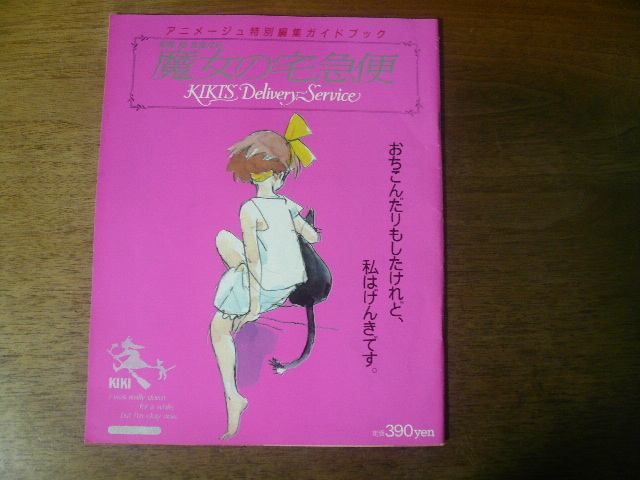 アニメージュ特別編集ガイドブック
魔女の宅急便
KIKI'S Delivery Service
おちこんだりもしたけれど、
私はげんきです。
KIKI
I was really down
for a while,
but I'm okay now.
定価390yen